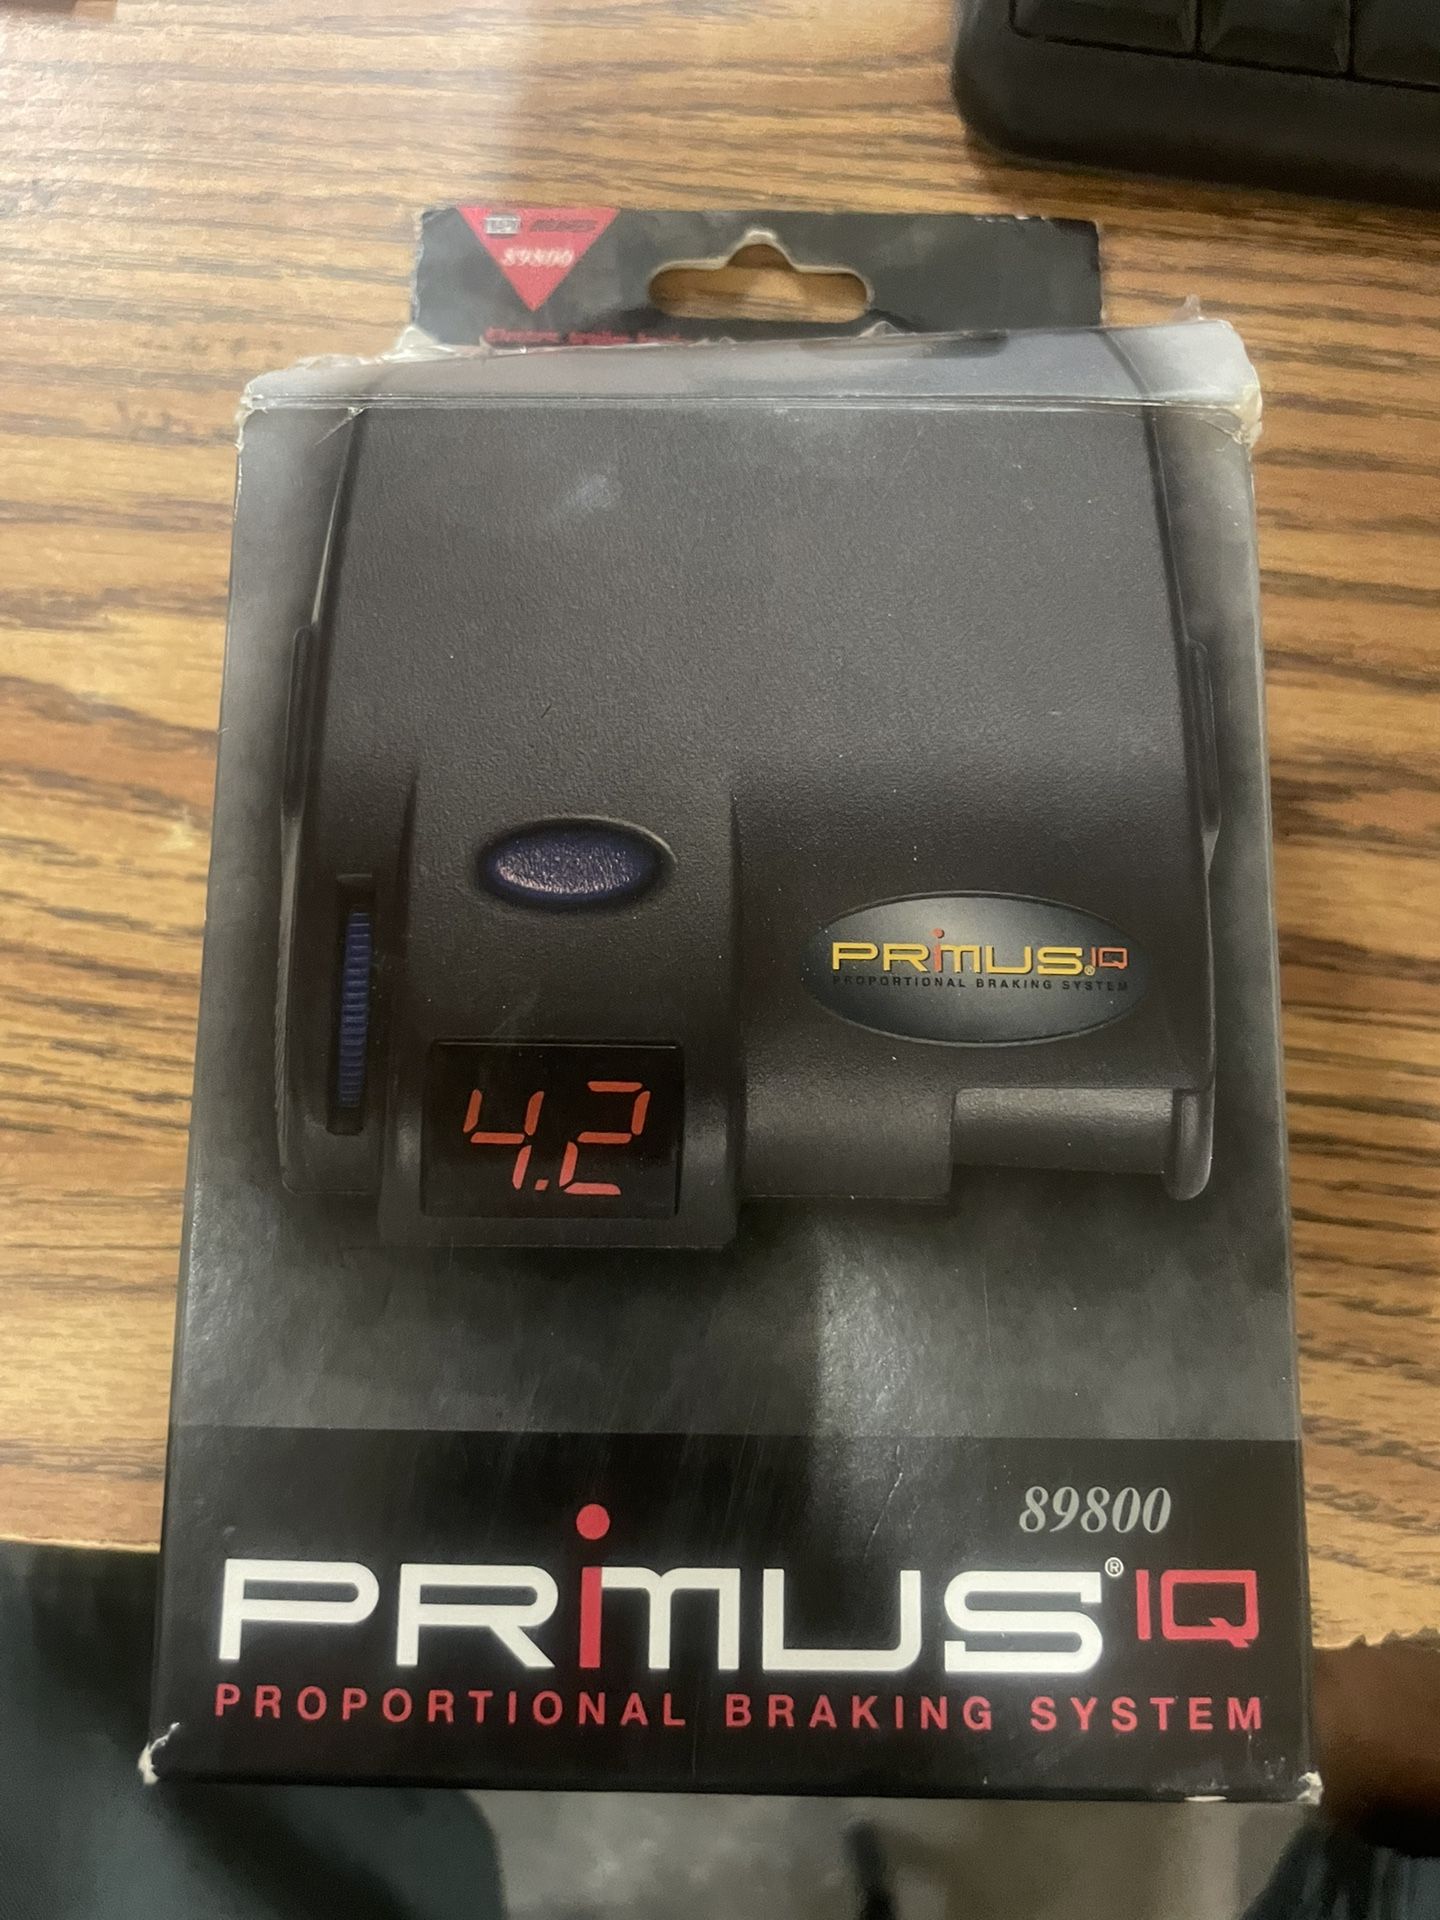 89800
4.2
PRiMUS®IQ
PROPORTIONAL BRAKING SYSTEM
89800
PRiMUS®IQ
PROPORTIONAL BRAKING SYSTEM